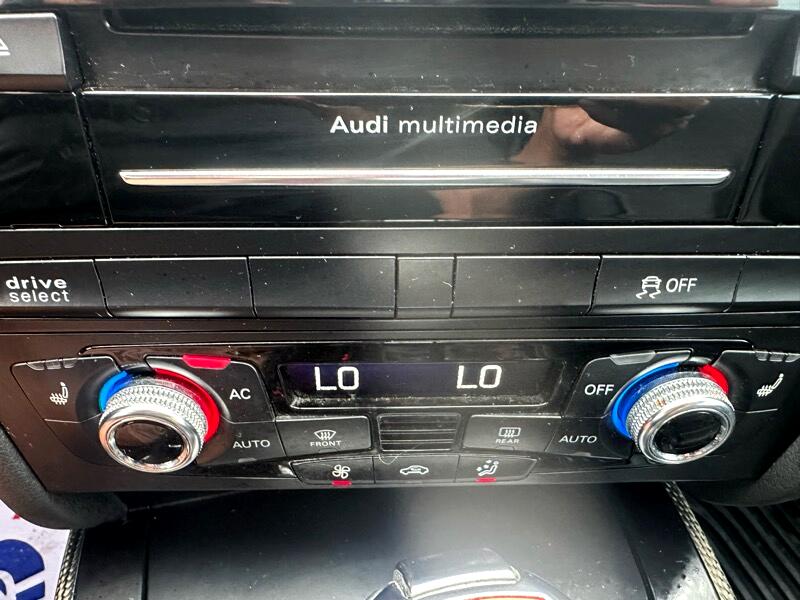 Audi multimedia
drive
select
OFF
LO LO
AC
OFF
AUTO
FRONT
REAR
AUTO